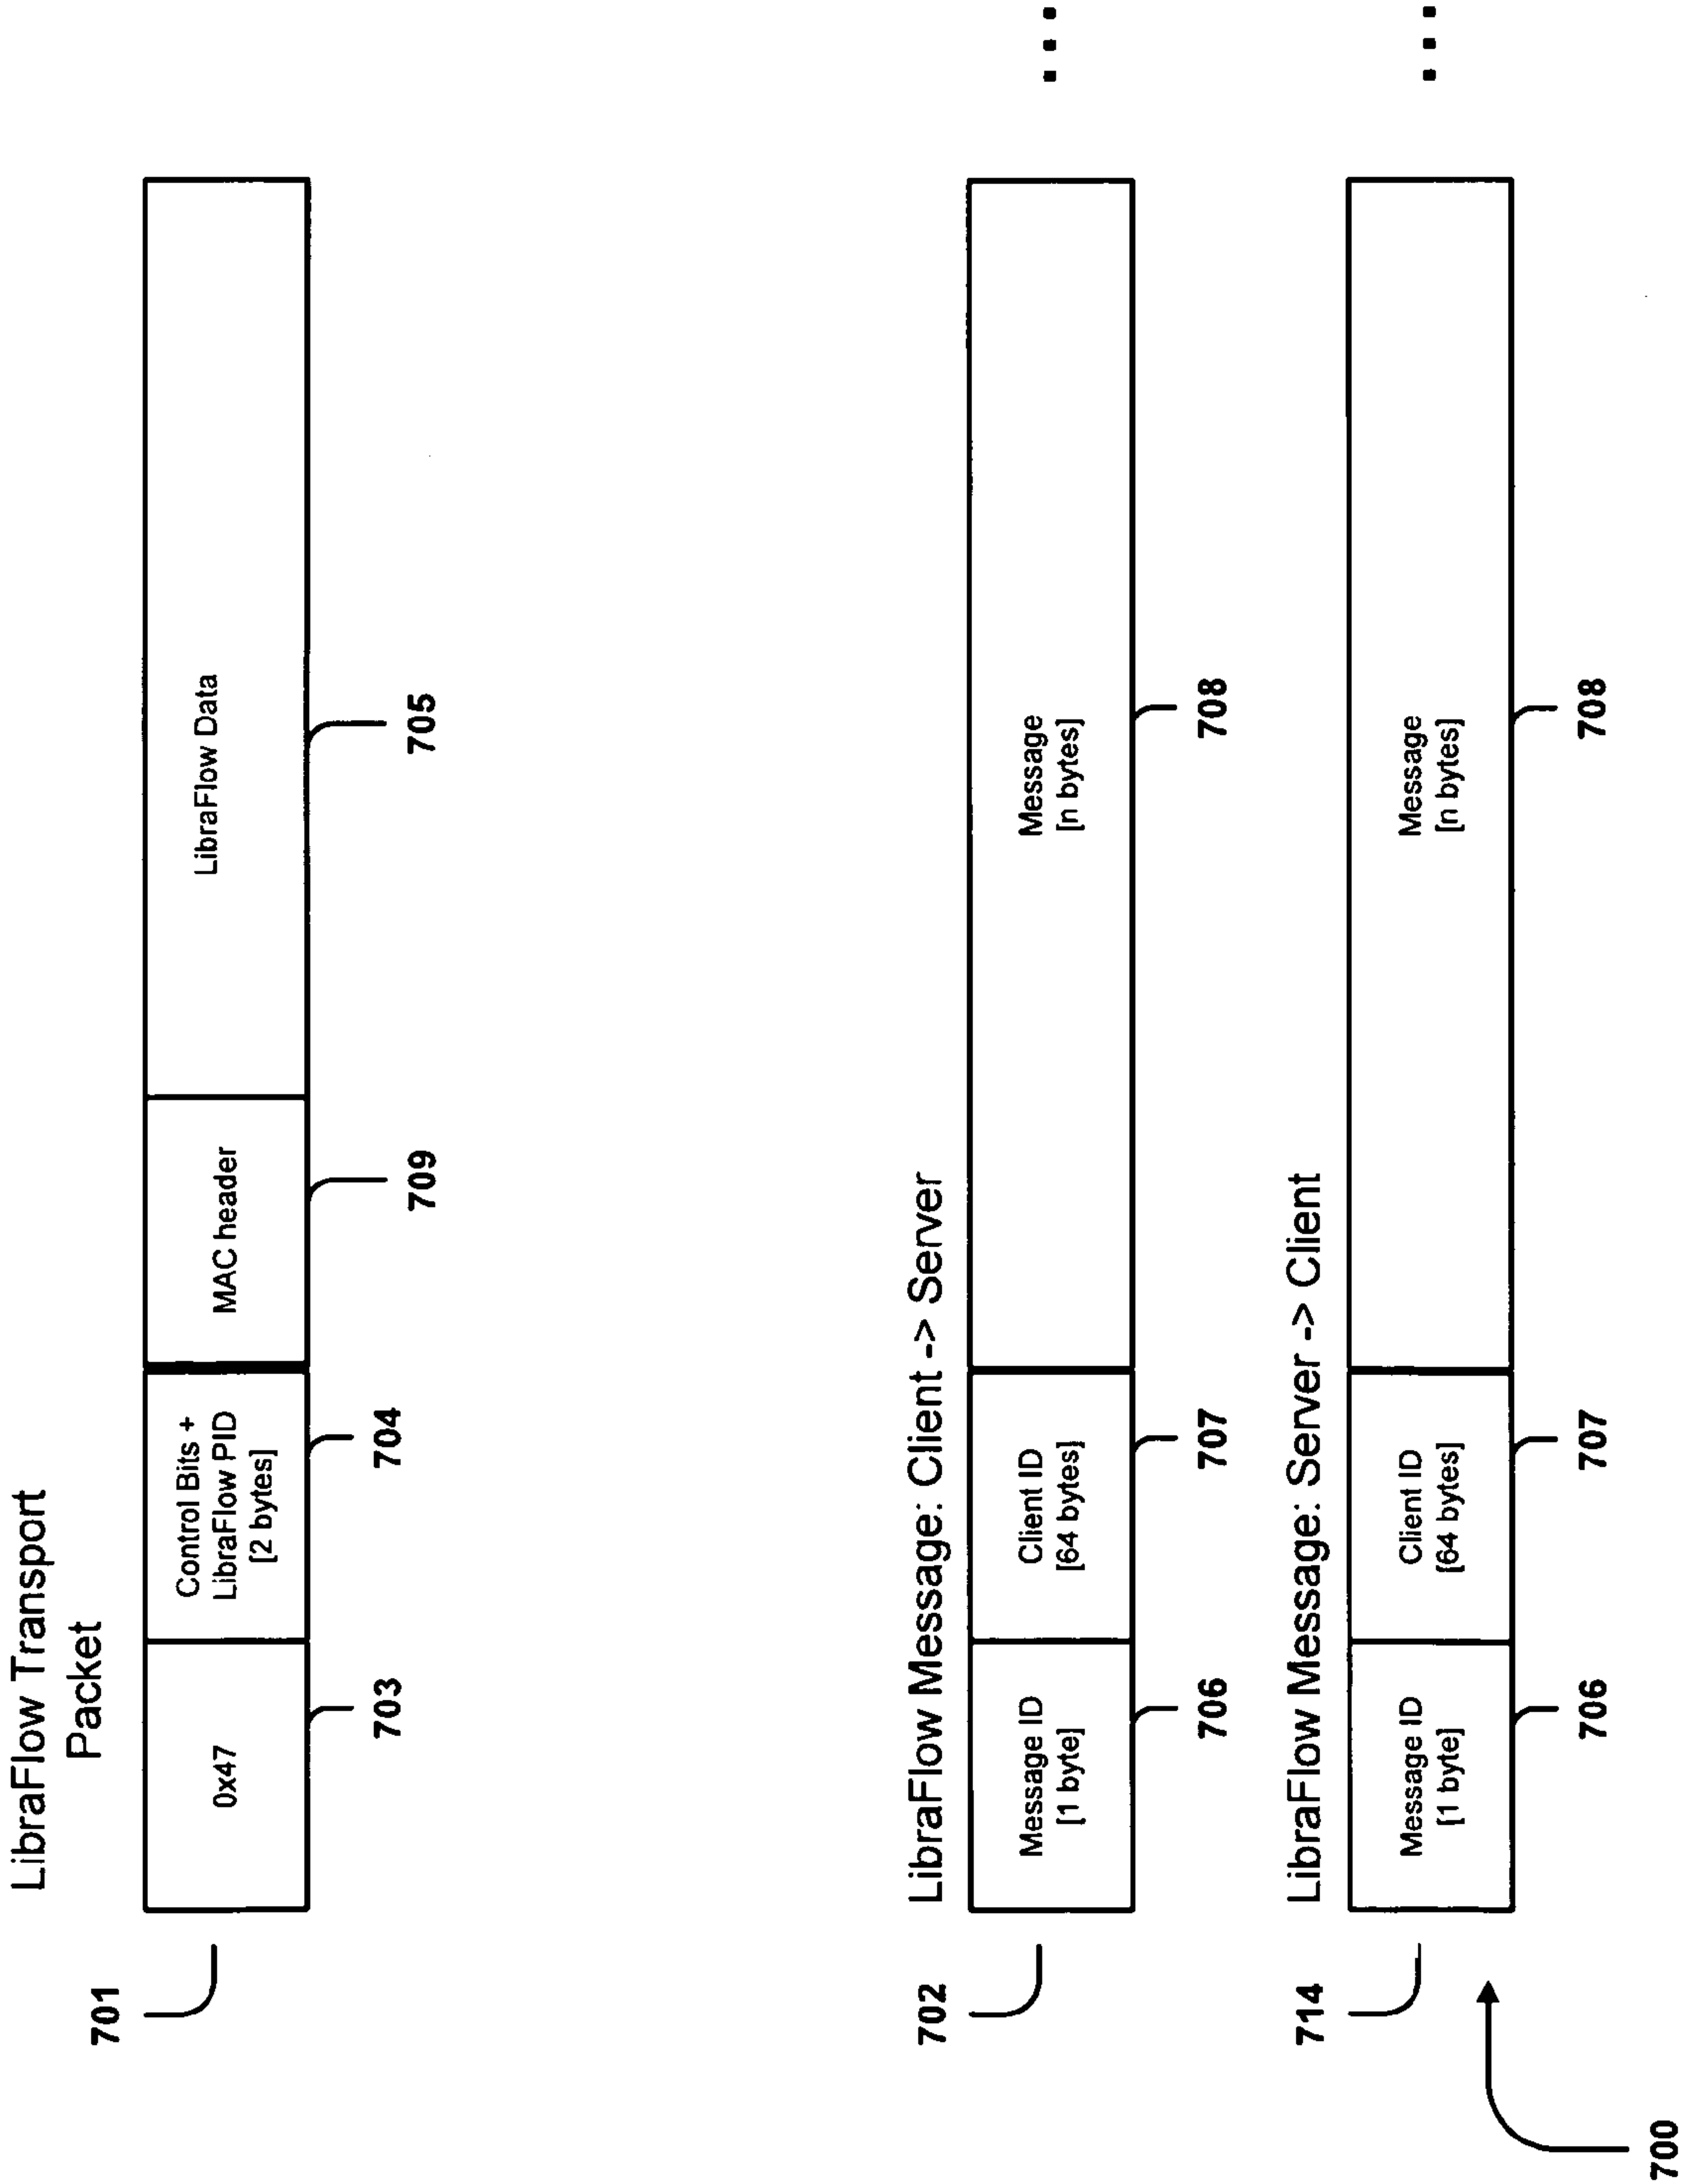 LibraFlow Transport
Packet
701
0x47
Control Bits +
LibraFlow PID
[2 bytes]
MAC header
LibraFlow Data
703
704
709
705
LibraFlow Message: Client -> Server
702
Message ID
[1 byte]
Client ID
[64 bytes]
Message
[n bytes]
...
706
707
708
LibraFlow Message: Server -> Client
714
Message ID
[1 byte]
Client ID
[64 bytes]
Message
[n bytes]
...
706
707
708
700